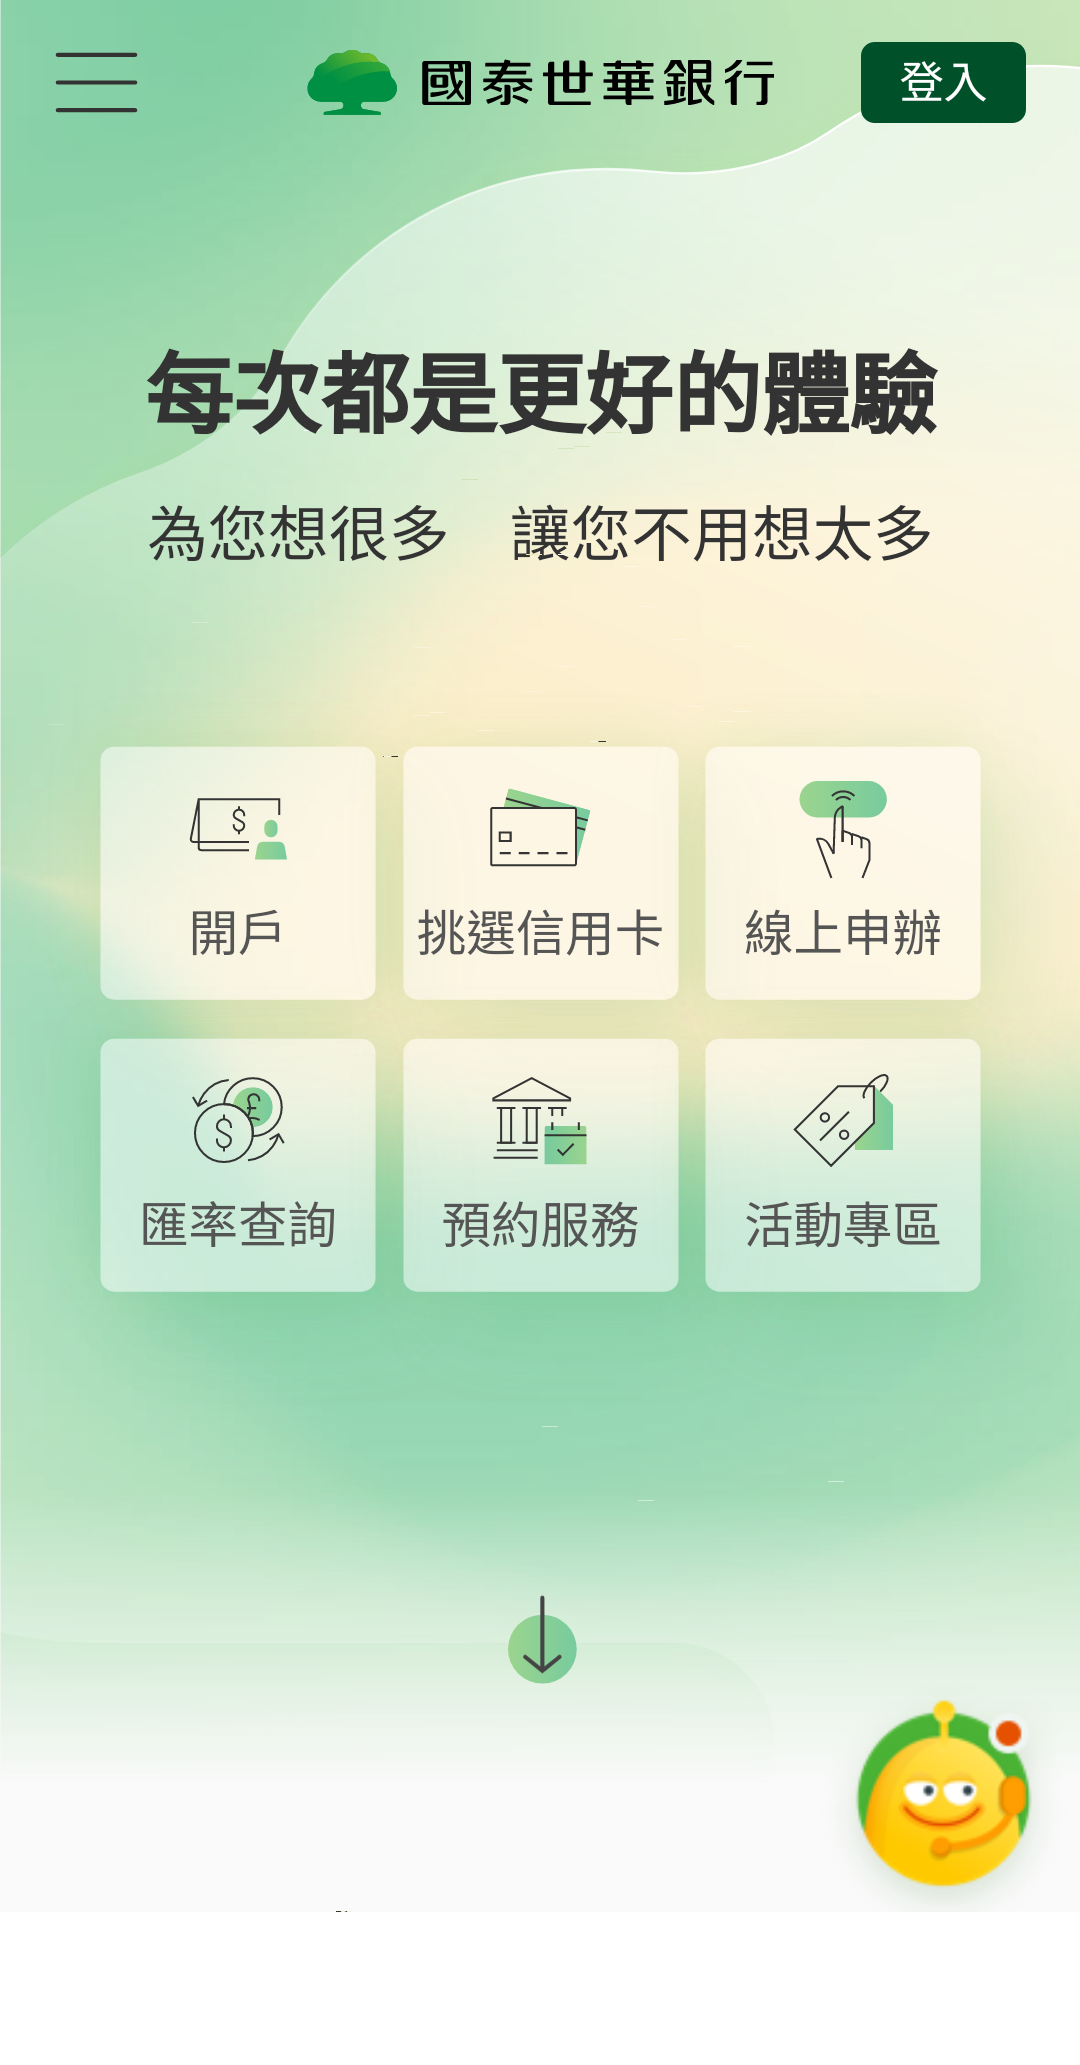 國泰世華銀行
登入
每次都是更好的體驗
為您想很多　讓您不用想太多
開戶
挑選信用卡
線上申辦
匯率查詢
預約服務
活動專區